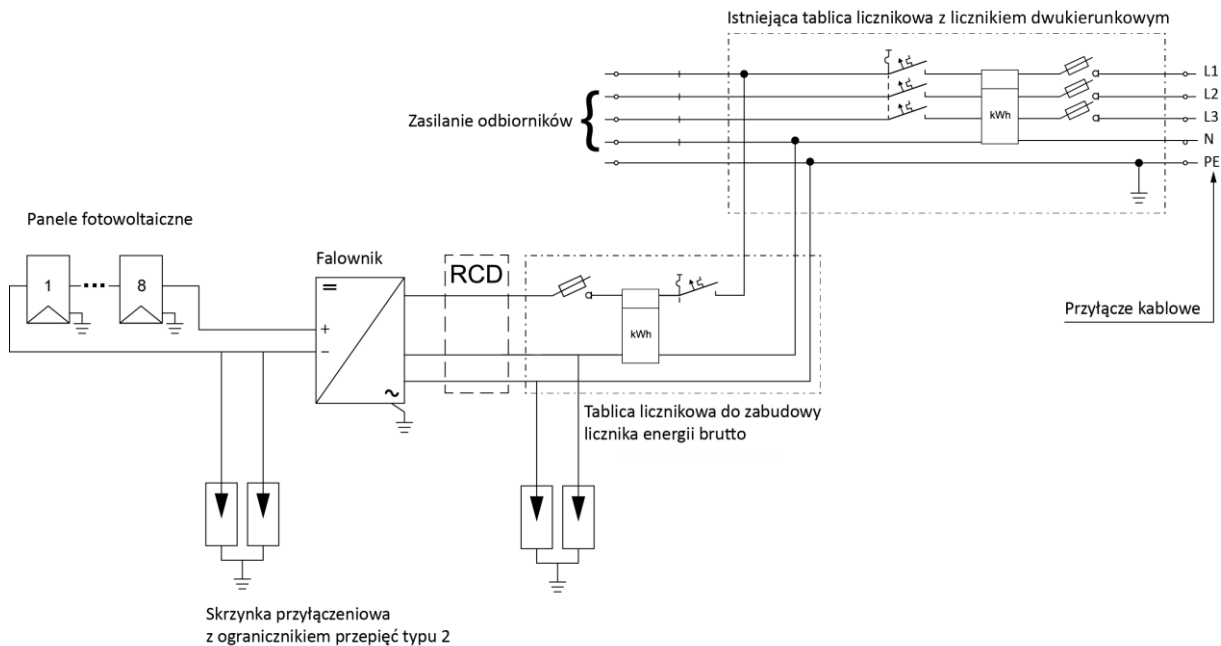 Istniejąca tablica licznikowa z licznikiem dwukierunkowym
L1
L2
L3
N
PE
kWh
Zasilanie odbiorników
Panele fotowoltaiczne
1
8
Falownik
RCD
kWh
Przyłącze kablowe
Tablica licznikowa do zabudowy
licznika energii brutto
Skrzynka przyłączeniowa
z ogranicznikiem przepięć typu 2